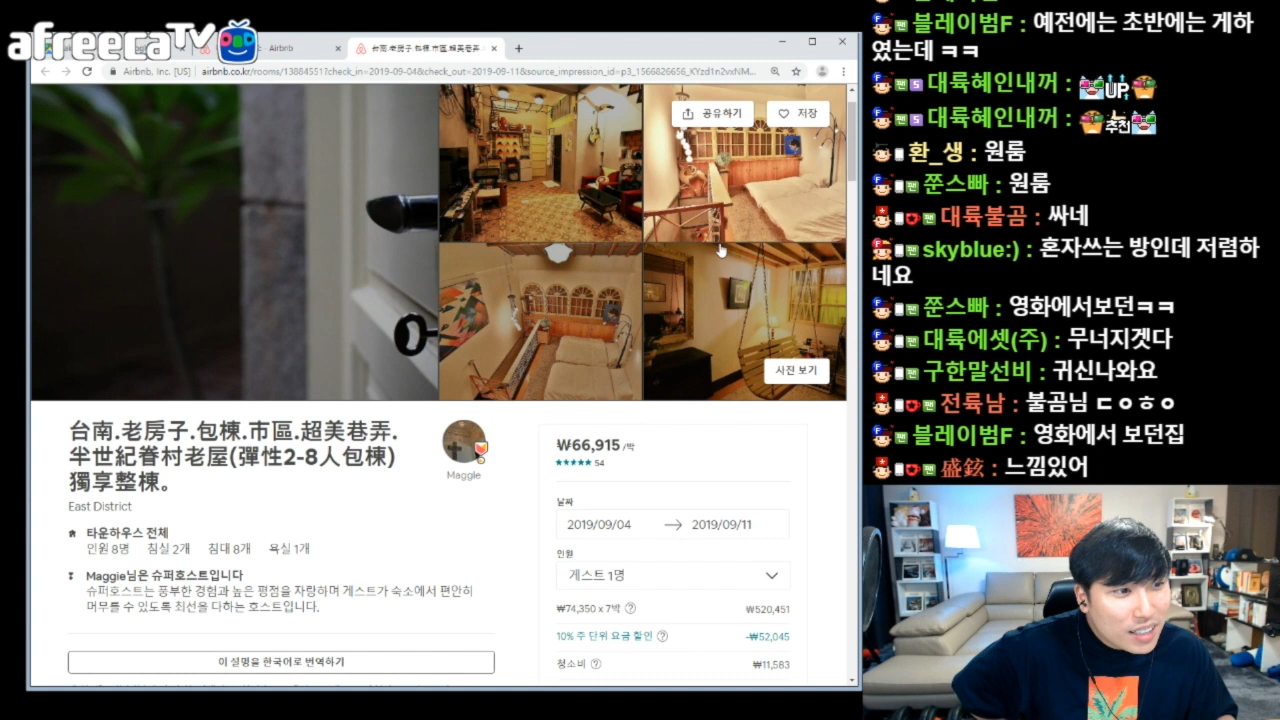 afreecaTV
Airbnb
台南.老房子.包棟.市區.超美巷弄.
Airbnb, Inc. [US]
airbnb.co.kr/rooms/13884551?check_in=2019-09-04&check_out=2019-09-11&source_impression_id=p3_1566826656_KYzd1n2vxNM...
공유하기
저장
사진 보기
台南.老房子.包棟.市區.超美巷弄.
半世紀眷村老屋(彈性2-8人包棟)
獨享整棟。
East District
Maggie
타운하우스 전체
인원 8명 침실 2개 침대 8개 욕실 1개
Maggie님은 슈퍼호스트입니다
슈퍼호스트는 풍부한 경험과 높은 평점을 자랑하며 게스트가 숙소에서 편안히
머무를 수 있도록 최선을 다하는 호스트입니다.
이 설명을 한국어로 번역하기
₩66,915 /박
★★★★★ 54
날짜
2019/09/04 → 2019/09/11
인원
게스트 1명
₩74,350 x 7박 ₩520,451
10% 주 단위 요금 할인 -₩52,045
청소비 ₩11,583
블레이범F : 예전에는 초반에는 게하
였는데 ㅋㅋ
대륙혜인내꺼 : UP
대륙혜인내꺼 : 추천
환_생 : 원룸
쭌스빠 : 원룸
대륙불곰 : 싸네
skyblue:) : 혼자쓰는 방인데 저렴하
네요
쭌스빠 : 영화에서보던ㅋㅋ
대륙에셋(주) : 무너지겟다
구한말선비 : 귀신나와요
전륙남 : 불곰님 ㄷㅇㅎㅇ
블레이범F : 영화에서 보던집
盛鉉 : 느낌있어